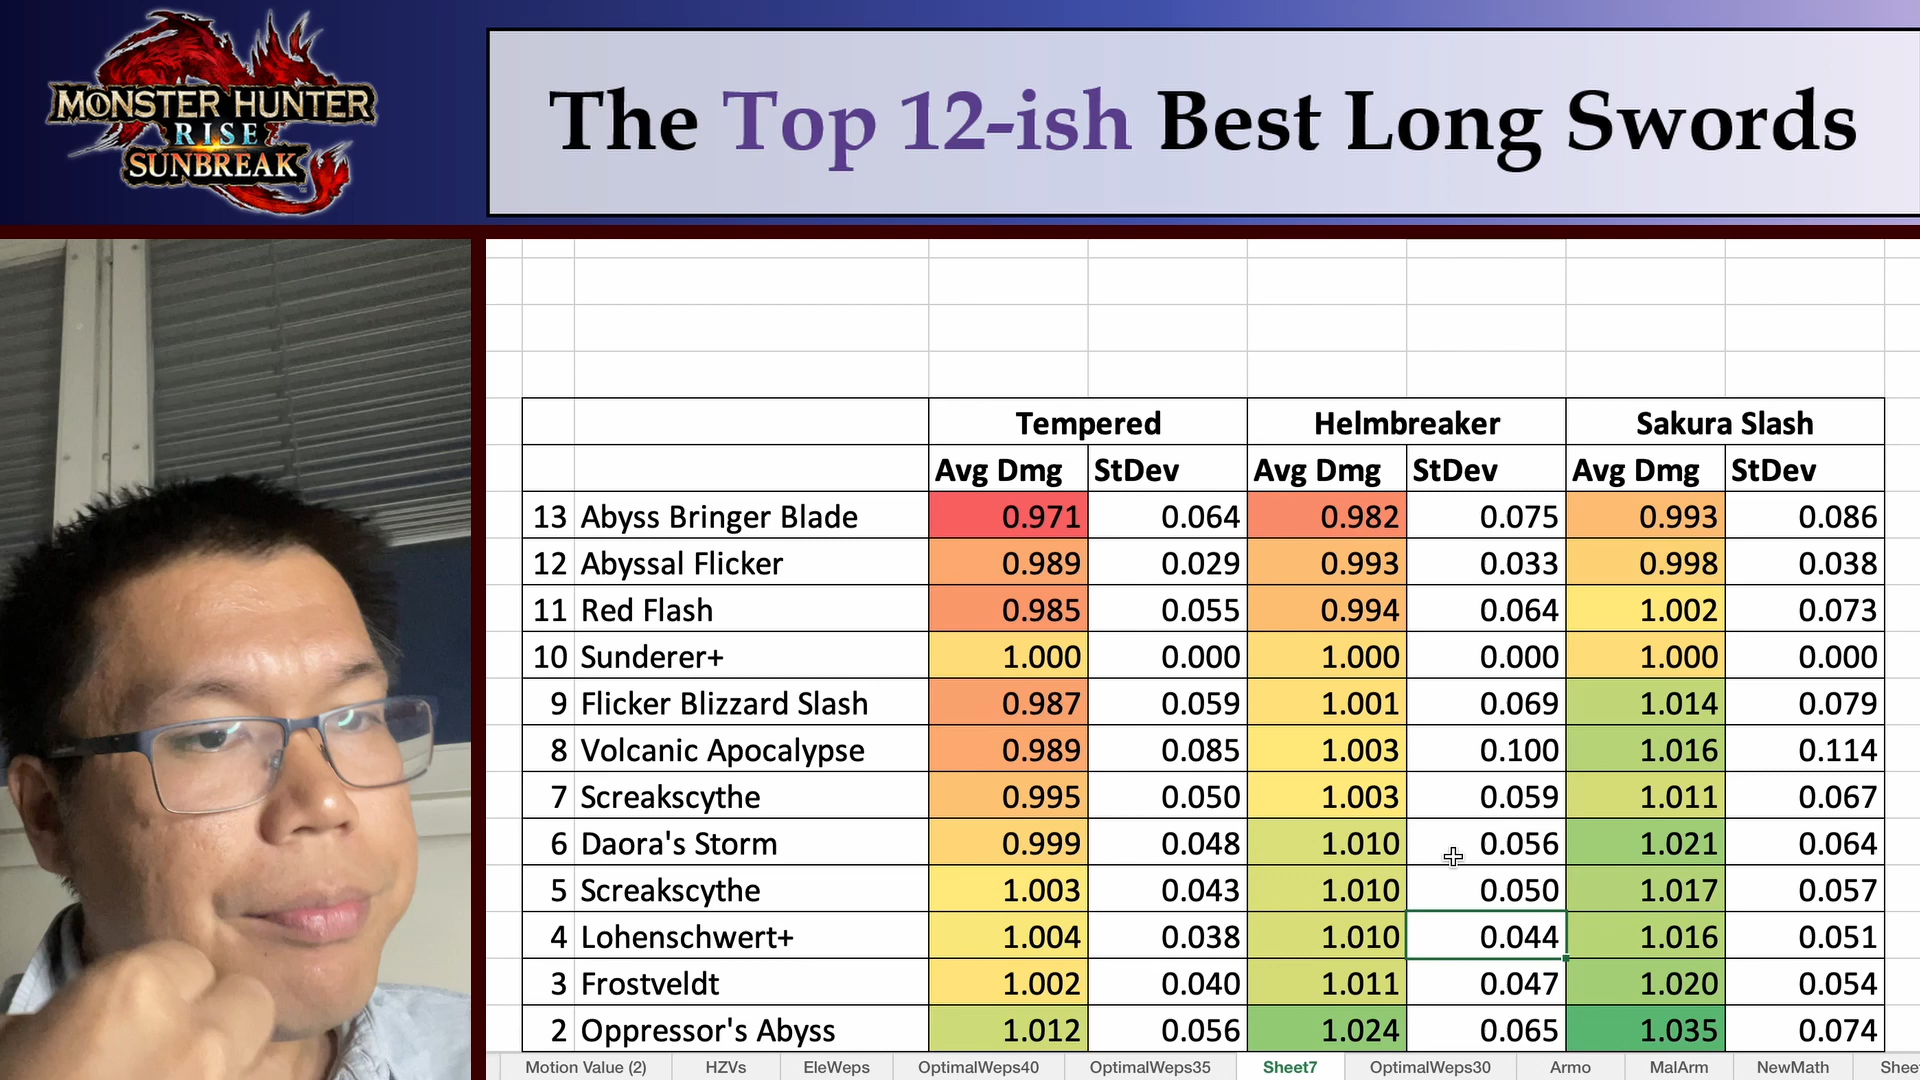 MONSTER HUNTER
RISE
SUNBREAK
The Top 12-ish Best Long Swords
Tempered Helmbreaker Sakura Slash
Avg Dmg StDev Avg Dmg StDev Avg Dmg StDev
13 Abyss Bringer Blade 0.971 0.064 0.982 0.075 0.993 0.086
12 Abyssal Flicker 0.989 0.029 0.993 0.033 0.998 0.038
11 Red Flash 0.985 0.055 0.994 0.064 1.002 0.073
10 Sunderer+ 1.000 0.000 1.000 0.000 1.000 0.000
9 Flicker Blizzard Slash 0.987 0.059 1.001 0.069 1.014 0.079
8 Volcanic Apocalypse 0.989 0.085 1.003 0.100 1.016 0.114
7 Screakscythe 0.995 0.050 1.003 0.059 1.011 0.067
6 Daora's Storm 0.999 0.048 1.010 0.056 1.021 0.064
5 Screakscythe 1.003 0.043 1.010 0.050 1.017 0.057
4 Lohenschwert+ 1.004 0.038 1.010 0.044 1.016 0.051
3 Frostveldt 1.002 0.040 1.011 0.047 1.020 0.054
2 Oppressor's Abyss 1.012 0.056 1.024 0.065 1.035 0.074
Motion Value (2) HZVs EleWeps OptimalWeps40 OptimalWeps35 Sheet7 OptimalWeps30 Armo MalArm NewMath Shee